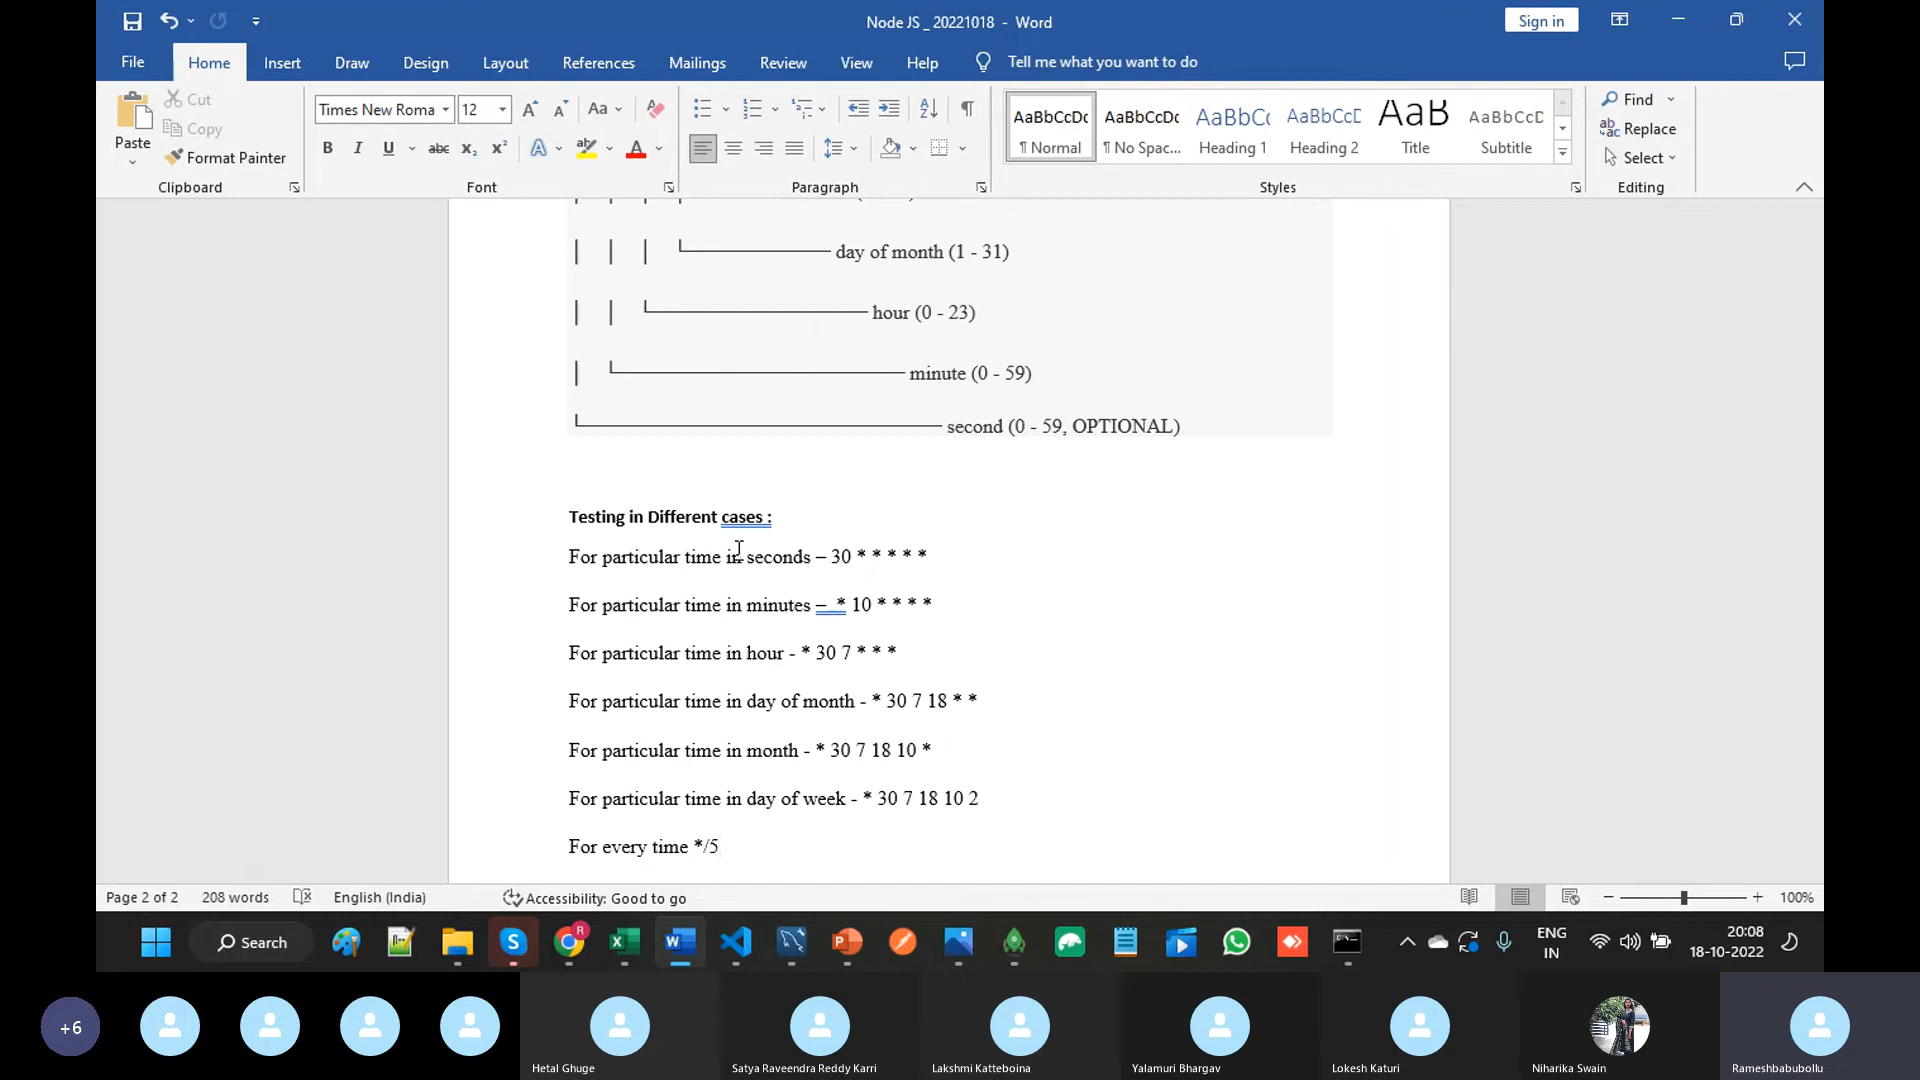 Node JS _ 20221018 - Word
Sign in
File Home Insert Draw Design Layout References Mailings Review View Help Tell me what you want to do
Paste
Cut
Copy
Format Painter
Clipboard
Times New Roma 12
Font
Paragraph
AaBbCcDc AaBbCcDc AaBbC AaBbCcD AaB AaBbCcD
¶ Normal ¶ No Spac... Heading 1 Heading 2 Title Subtitle
Styles
Find
Replace
Select
Editing
day of month (1 - 31)
hour (0 - 23)
minute (0 - 59)
second (0 - 59, OPTIONAL)
Testing in Different cases :
For particular time in seconds – 30 * * * * *
For particular time in minutes – * 10 * * * *
For particular time in hour - * 30 7 * * *
For particular time in day of month - * 30 7 18 * *
For particular time in month - * 30 7 18 10 *
For particular time in day of week - * 30 7 18 10 2
For every time */5
Page 2 of 2 208 words English (India) Accessibility: Good to go 100%
Search
ENG
IN
20:08
18-10-2022
+6
Hetal Ghuge
Satya Raveendra Reddy Karri
Lakshmi Katteboina
Yalamuri Bhargav
Lokesh Katuri
Niharika Swain
Rameshbabubollu